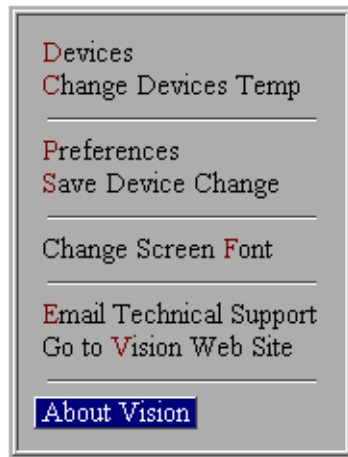 Devices
Change Devices Temp
Preferences
Save Device Change
Change Screen Font
Email Technical Support
Go to Vision Web Site
About Vision